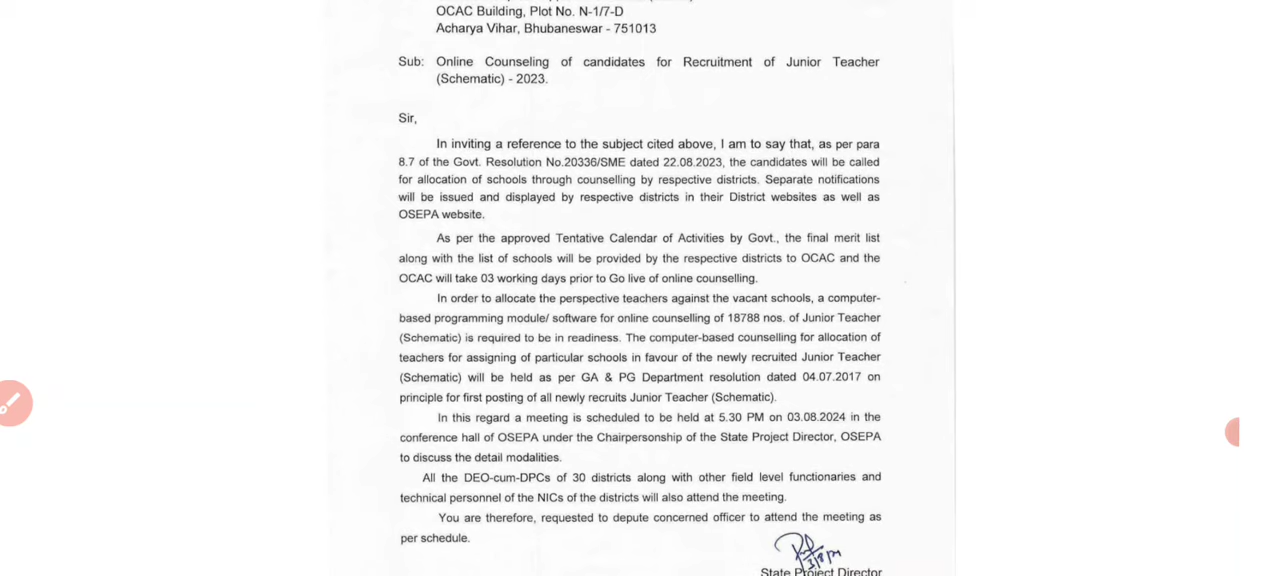 OCAC Building, Plot No. N-1/7-D
Acharya Vihar, Bhubaneswar - 751013
Sub: Online Counseling of candidates for Recruitment of Junior Teacher
(Schematic) - 2023.
Sir,
In inviting a reference to the subject cited above, I am to say that, as per para
8.7 of the Govt. Resolution No.20336/SME dated 22.08.2023, the candidates will be called
for allocation of schools through counselling by respective districts. Separate notifications
will be issued and displayed by respective districts in their District websites as well as
OSEPA website.
As per the approved Tentative Calendar of Activities by Govt., the final merit list
along with the list of schools will be provided by the respective districts to OCAC and the
OCAC will take 03 working days prior to Go live of online counselling.
In order to allocate the perspective teachers against the vacant schools, a computer-
based programming module/ software for online counselling of 18788 nos. of Junior Teacher
(Schematic) is required to be in readiness. The computer-based counselling for allocation of
teachers for assigning of particular schools in favour of the newly recruited Junior Teacher
(Schematic) will be held as per GA & PG Department resolution dated 04.07.2017 on
principle for first posting of all newly recruits Junior Teacher (Schematic).
In this regard a meeting is scheduled to be held at 5.30 PM on 03.08.2024 in the
conference hall of OSEPA under the Chairpersonship of the State Project Director, OSEPA
to discuss the detail modalities.
All the DEO-cum-DPCs of 30 districts along with other field level functionaries and
technical personnel of the NICs of the districts will also attend the meeting.
You are therefore, requested to depute concerned officer to attend the meeting as
per schedule.
State Project Director